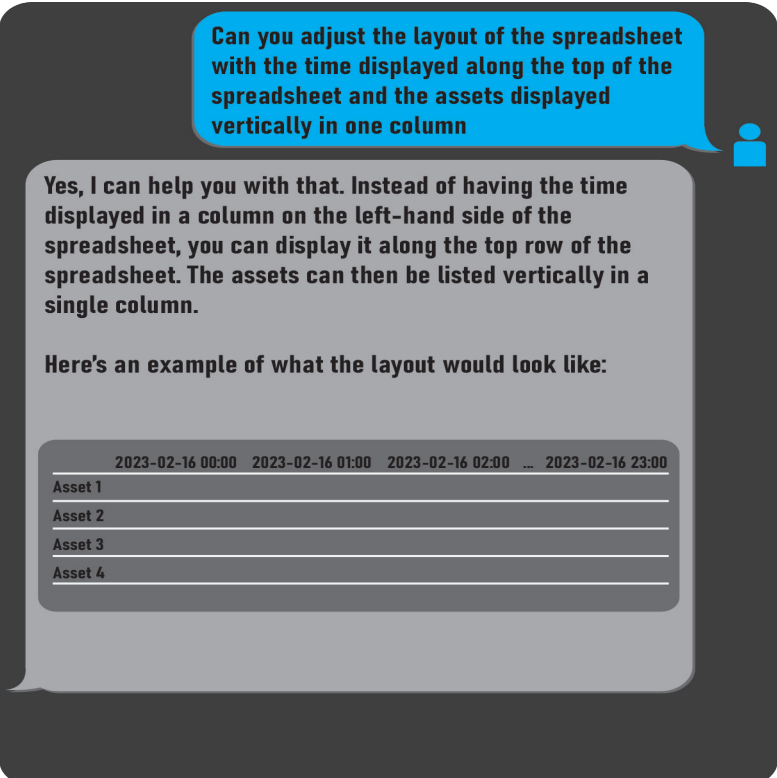 Can you adjust the layout of the spreadsheet
with the time displayed along the top of the
spreadsheet and the assets displayed
vertically in one column
Yes, I can help you with that. Instead of having the time
displayed in a column on the left-hand side of the
spreadsheet, you can display it along the top row of the
spreadsheet. The assets can then be listed vertically in a
single column.
Here's an example of what the layout would look like:
2023-02-16 00:00 2023-02-16 01:00 2023-02-16 02:00 ... 2023-02-16 23:00
Asset 1
Asset 2
Asset 3
Asset 4